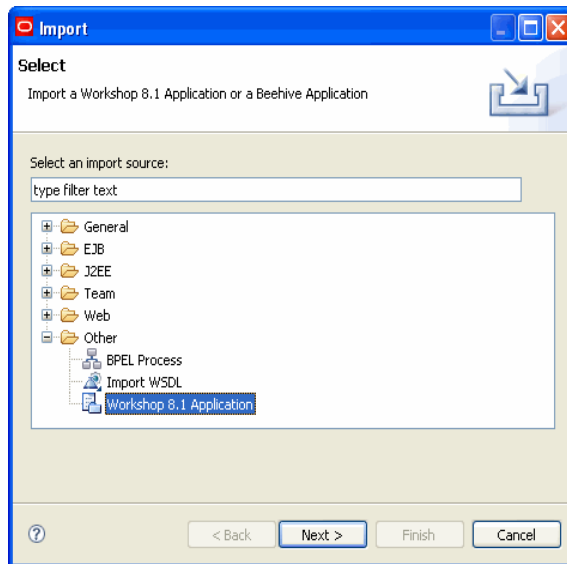 Import
Select
Import a Workshop 8.1 Application or a Beehive Application
Select an import source:
type filter text
General
EJB
J2EE
Team
Web
Other
BPEL Process
Import WSDL
Workshop 8.1 Application
< Back Next > Finish Cancel